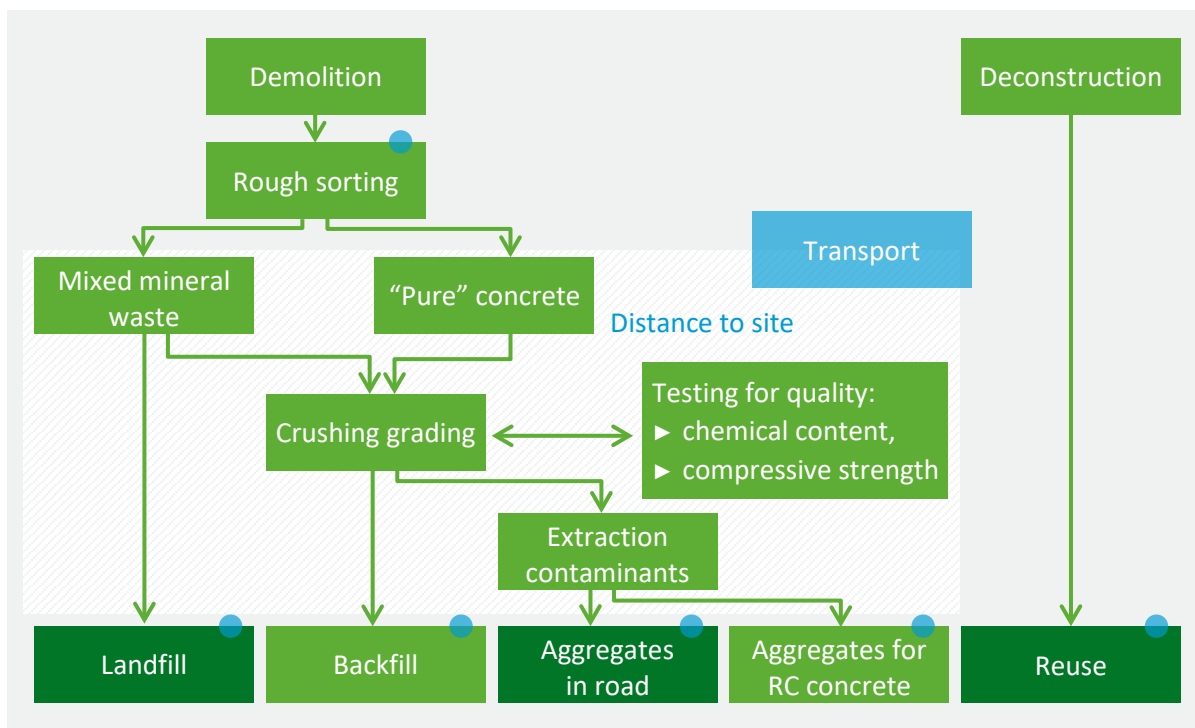 Demolition
Deconstruction
Rough sorting
Transport
Mixed mineral
waste
“Pure” concrete
Distance to site
Testing for quality:
► chemical content,
► compressive strength
Crushing grading
Extraction
contaminants
Landfill
Backfill
Aggregates
in road
Aggregates for
RC concrete
Reuse